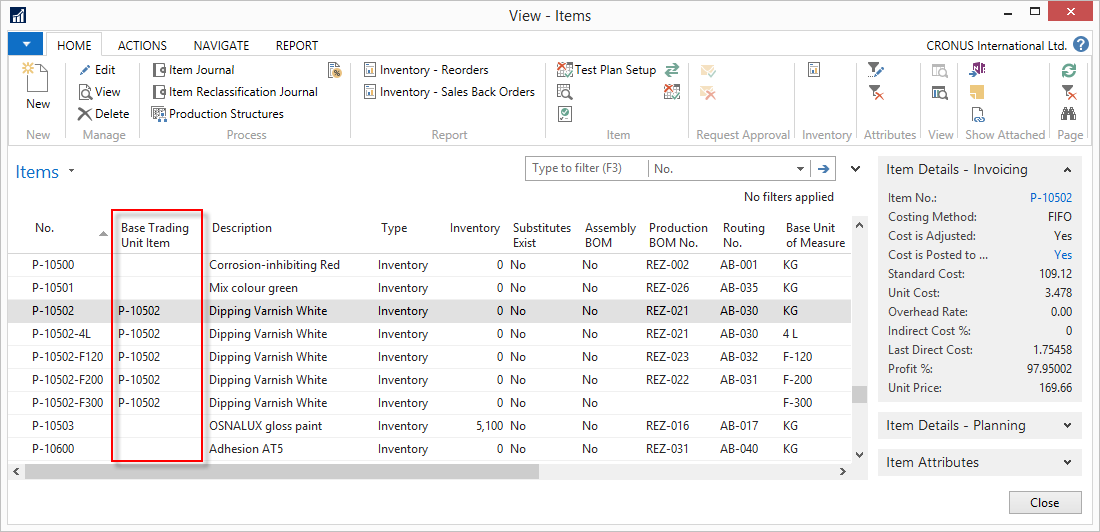 View - Items
HOME ACTIONS NAVIGATE REPORT CRONUS International Ltd. ?
New
Edit
View
Delete
Item Journal
Item Reclassification Journal
Production Structures
Inventory - Reorders
Inventory - Sales Back Orders
Test Plan Setup
New Manage Process Report Item Request Approval Inventory Attributes View Show Attached Page
Items
Type to filter (F3) No.
No filters applied
No. Base Trading Unit Item Description Type Inventory Substitutes Exist Assembly BOM Production BOM No. Routing No. Base Unit of Measure
P-10500 Corrosion-inhibiting Red Inventory 0 No No REZ-002 AB-001 KG
P-10501 Mix colour green Inventory 0 No No REZ-026 AB-035 KG
P-10502 P-10502 Dipping Varnish White Inventory 0 No No REZ-021 AB-030 KG
P-10502-4L P-10502 Dipping Varnish White Inventory 0 No No REZ-021 AB-030 4 L
P-10502-F120 P-10502 Dipping Varnish White Inventory 0 No No REZ-023 AB-032 F-120
P-10502-F200 P-10502 Dipping Varnish White Inventory 0 No No REZ-022 AB-031 F-200
P-10502-F300 P-10502 Dipping Varnish White Inventory 0 No No F-300
P-10503 OSNALUX gloss paint Inventory 5,100 No No REZ-016 AB-017 KG
P-10600 Adhesion AT5 Inventory 0 No No REZ-031 AB-040 KG
Item Details - Invoicing
Item No.: P-10502
Costing Method: FIFO
Cost is Adjusted: Yes
Cost is Posted to ... Yes
Standard Cost: 109.12
Unit Cost: 3.478
Overhead Rate: 0.00
Indirect Cost %: 0
Last Direct Cost: 1.75458
Profit %: 97.95002
Unit Price: 169.66
Item Details - Planning
Item Attributes
Close